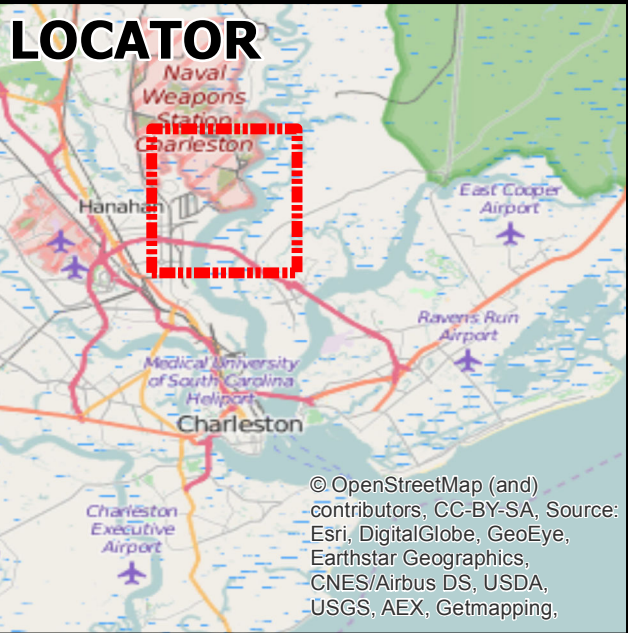 LOCATOR
Naval
Weapons
Station
Charleston
Hanahan
East Cooper
Airport
Ravens Run
Airport
Medical University
of South Carolina
Heliport
Charleston
Charleston
Executive
Airport
© OpenStreetMap (and)
contributors, CC-BY-SA, Source:
Esri, DigitalGlobe, GeoEye,
Earthstar Geographics,
CNES/Airbus DS, USDA,
USGS, AEX, Getmapping,